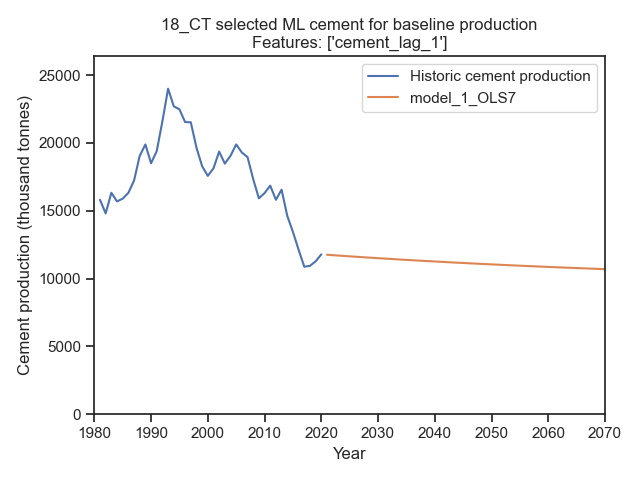 18_CT selected ML cement for baseline production
Features: ['cement_lag_1']
Historic cement production
model_1_OLS7
Cement production (thousand tonnes)
25000
20000
15000
10000
5000
0
1980 1990 2000 2010 2020 2030 2040 2050 2060 2070
Year